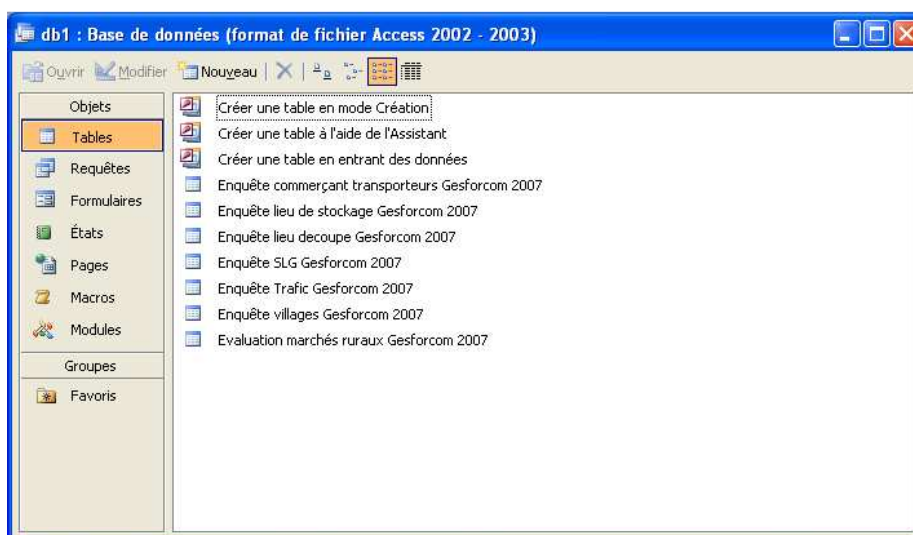 db1 : Base de données (format de fichier Access 2002 - 2003)
Ouvrir Modifier Nouveau
Objets
Tables
Requêtes
Formulaires
États
Pages
Macros
Modules
Groupes
Favoris
Créer une table en mode Création
Créer une table à l'aide de l'Assistant
Créer une table en entrant des données
Enquête commerçant transporteurs Gesforcom 2007
Enquête lieu de stockage Gesforcom 2007
Enquête lieu decoupe Gesforcom 2007
Enquête SLG Gesforcom 2007
Enquête Trafic Gesforcom 2007
Enquête villages Gesforcom 2007
Evaluation marchés ruraux Gesforcom 2007